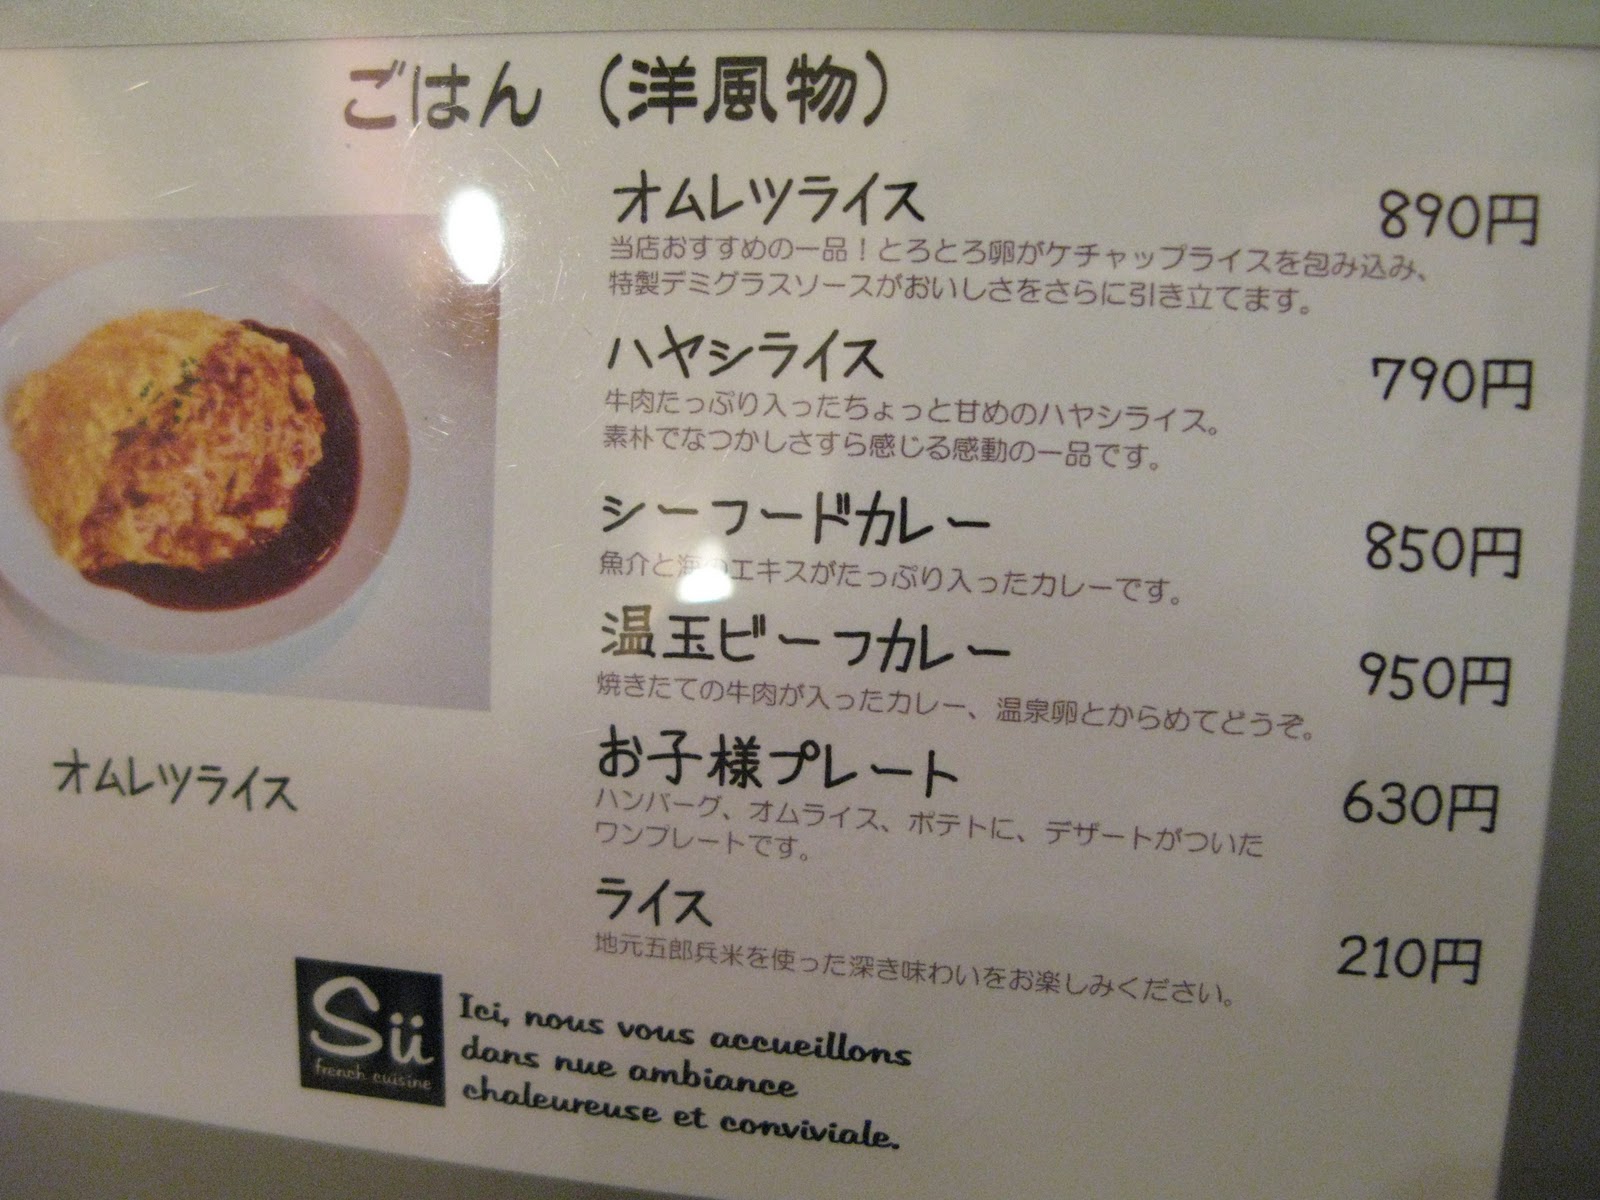 ごはん（洋風物）
オムレツライス 890円
当店おすすめの一品！とろとろ卵がケチャップライスを包み込み、
特製デミグラスソースがおいしさをさらに引き立てます。
ハヤシライス 790円
牛肉たっぷり入ったちょっと甘めのハヤシライス。
素朴でなつかしさすら感じる感動の一品です。
シーフードカレー 850円
魚介と海のエキスがたっぷり入ったカレーです。
温玉ビーフカレー 950円
焼きたての牛肉が入ったカレー、温泉卵とからめてどうぞ。
お子様プレート 630円
ハンバーグ、オムライス、ポテトに、デザートがついた
ワンプレートです。
ライス 210円
地元五郎兵米を使った深き味わいをお楽しみください。
オムレツライス
Sü
french cuisine
Ici, nous vous accueillons
dans nue ambiance
chaleureuse et conviviale.